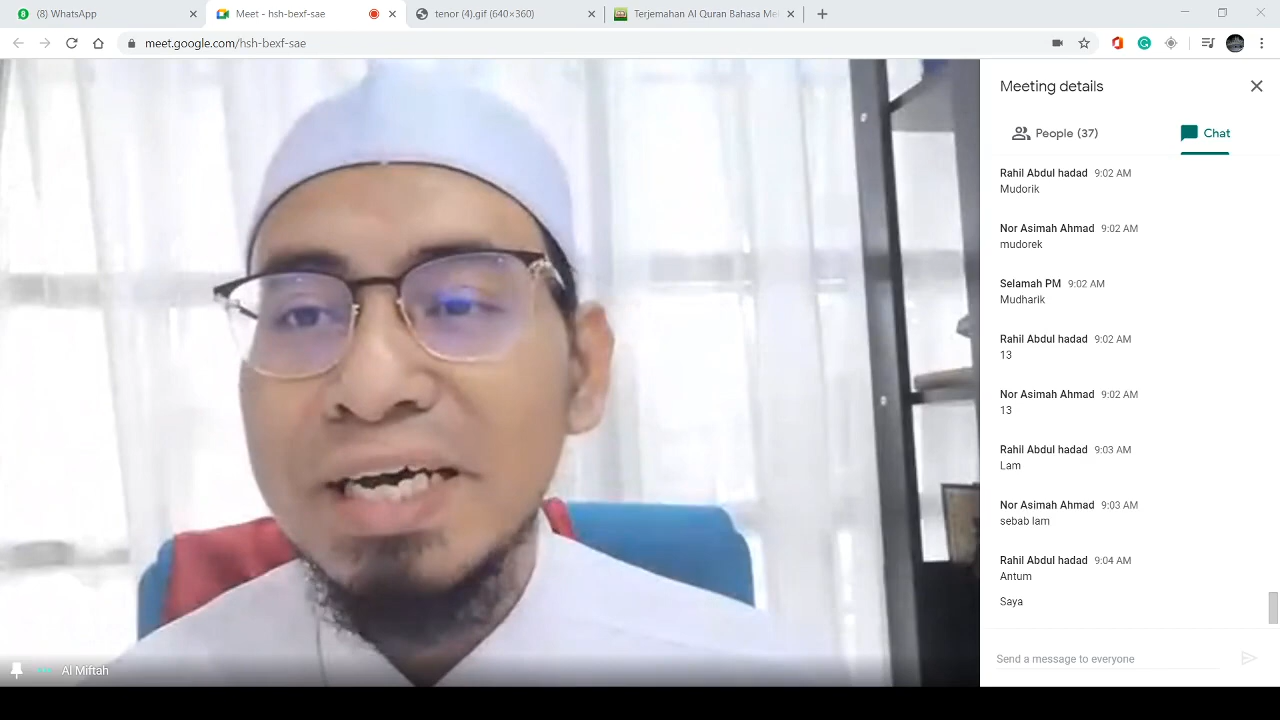 (8) WhatsApp
Meet - hsh-bexf-sae
tenor (4).gif (640×360)
Terjemahan Al Quran Bahasa Mel
meet.google.com/hsh-bexf-sae
Meeting details
People (37)
Chat
Rahil Abdul hadad 9:02 AM
Mudorik
Nor Asimah Ahmad 9:02 AM
mudorek
Selamah PM 9:02 AM
Mudharik
Rahil Abdul hadad 9:02 AM
13
Nor Asimah Ahmad 9:02 AM
13
Rahil Abdul hadad 9:03 AM
Lam
Nor Asimah Ahmad 9:03 AM
sebab lam
Rahil Abdul hadad 9:04 AM
Antum
Saya
Send a message to everyone
Al Miftah